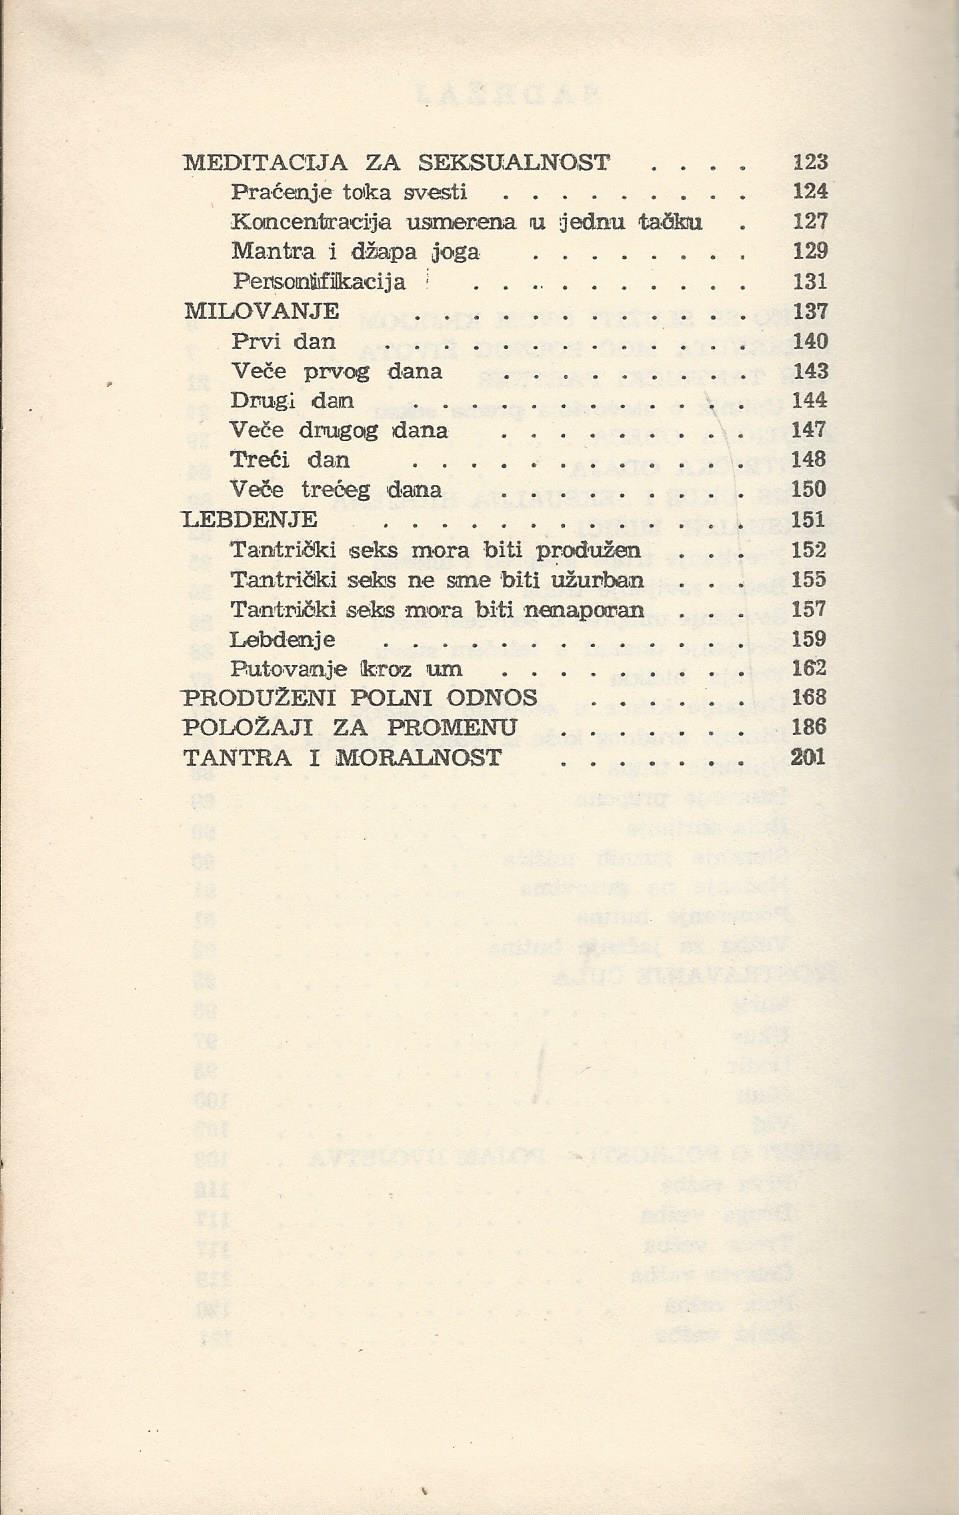 MEDITACIJA ZA SEKSUALNOST . . . . 123
Praćenje toka svesti . . . . . . . . . 124
Koncentracija usmerena u jednu tačku . 127
Mantra i džapa joga . . . . . . . . 129
Personifikacija . . . . . . . . . . 131
MILOVANJE . . . . . . . . . . . . 137
Prvi dan . . . . . . . . . . . . . 140
Veče prvog dana . . . . . . . . . 143
Drugi dan . . . . . . . . . . . 144
Veče drugog dana . . . . . . . . . 147
Treći dan . . . . . . . . . . . . 148
Veče trećeg dana . . . . . . . . 150
LEBDENJE . . . . . . . . . . . . . 151
Tantrički seks mora biti produžen . . . 152
Tantrički seks ne sme biti užurban . . . 155
Tantrički seks mora biti nenaporan . . . 157
Lebdenje . . . . . . . . . . . . . 159
Putovanje kroz um . . . . . . . . . 162
PRODUŽENI POLNI ODNOS . . . . . . 168
POLOŽAJI ZA PROMENU . . . . . . . 186
TANTRA I MORALNOST . . . . . . . 201